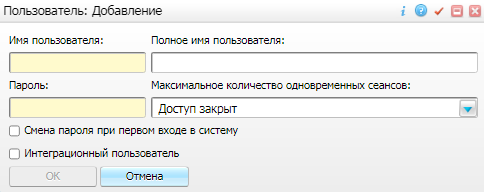 Пользователь: Добавление
Имя пользователя: Полное имя пользователя:
Пароль: Максимальное количество одновременных сеансов:
Доступ закрыт
Смена пароля при первом входе в систему
Интеграционный пользователь
ОК Отмена